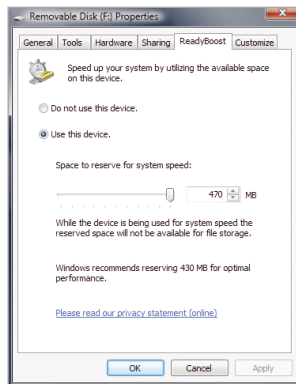 Removable Disk (F:) Properties
General Tools Hardware Sharing ReadyBoost Customize
Speed up your system by utilizing the available space
on this device.
Do not use this device.
Use this device.
Space to reserve for system speed:
470 MB
While the device is being used for system speed the
reserved space will not be available for file storage.
Windows recommends reserving 430 MB for optimal
performance.
Please read our privacy statement (online)
OK Cancel Apply